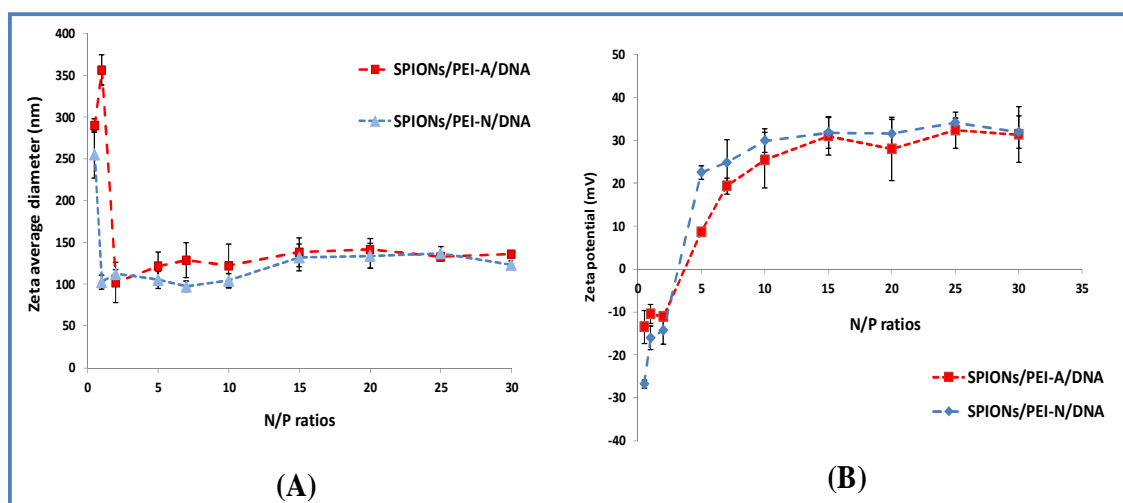 400
350
300
250
200
150
100
50
0
0 5 10 15 20 25 30
Zeta average diameter (nm)
N/P ratios
SPIONs/PEI-A/DNA
SPIONs/PEI-N/DNA
(A)
40
30
20
10
0
-10
-20
-30
-40
0 5 10 15 20 25 30 35
Zeta potential (mV)
N/P ratios
SPIONs/PEI-A/DNA
SPIONs/PEI-N/DNA
(B)